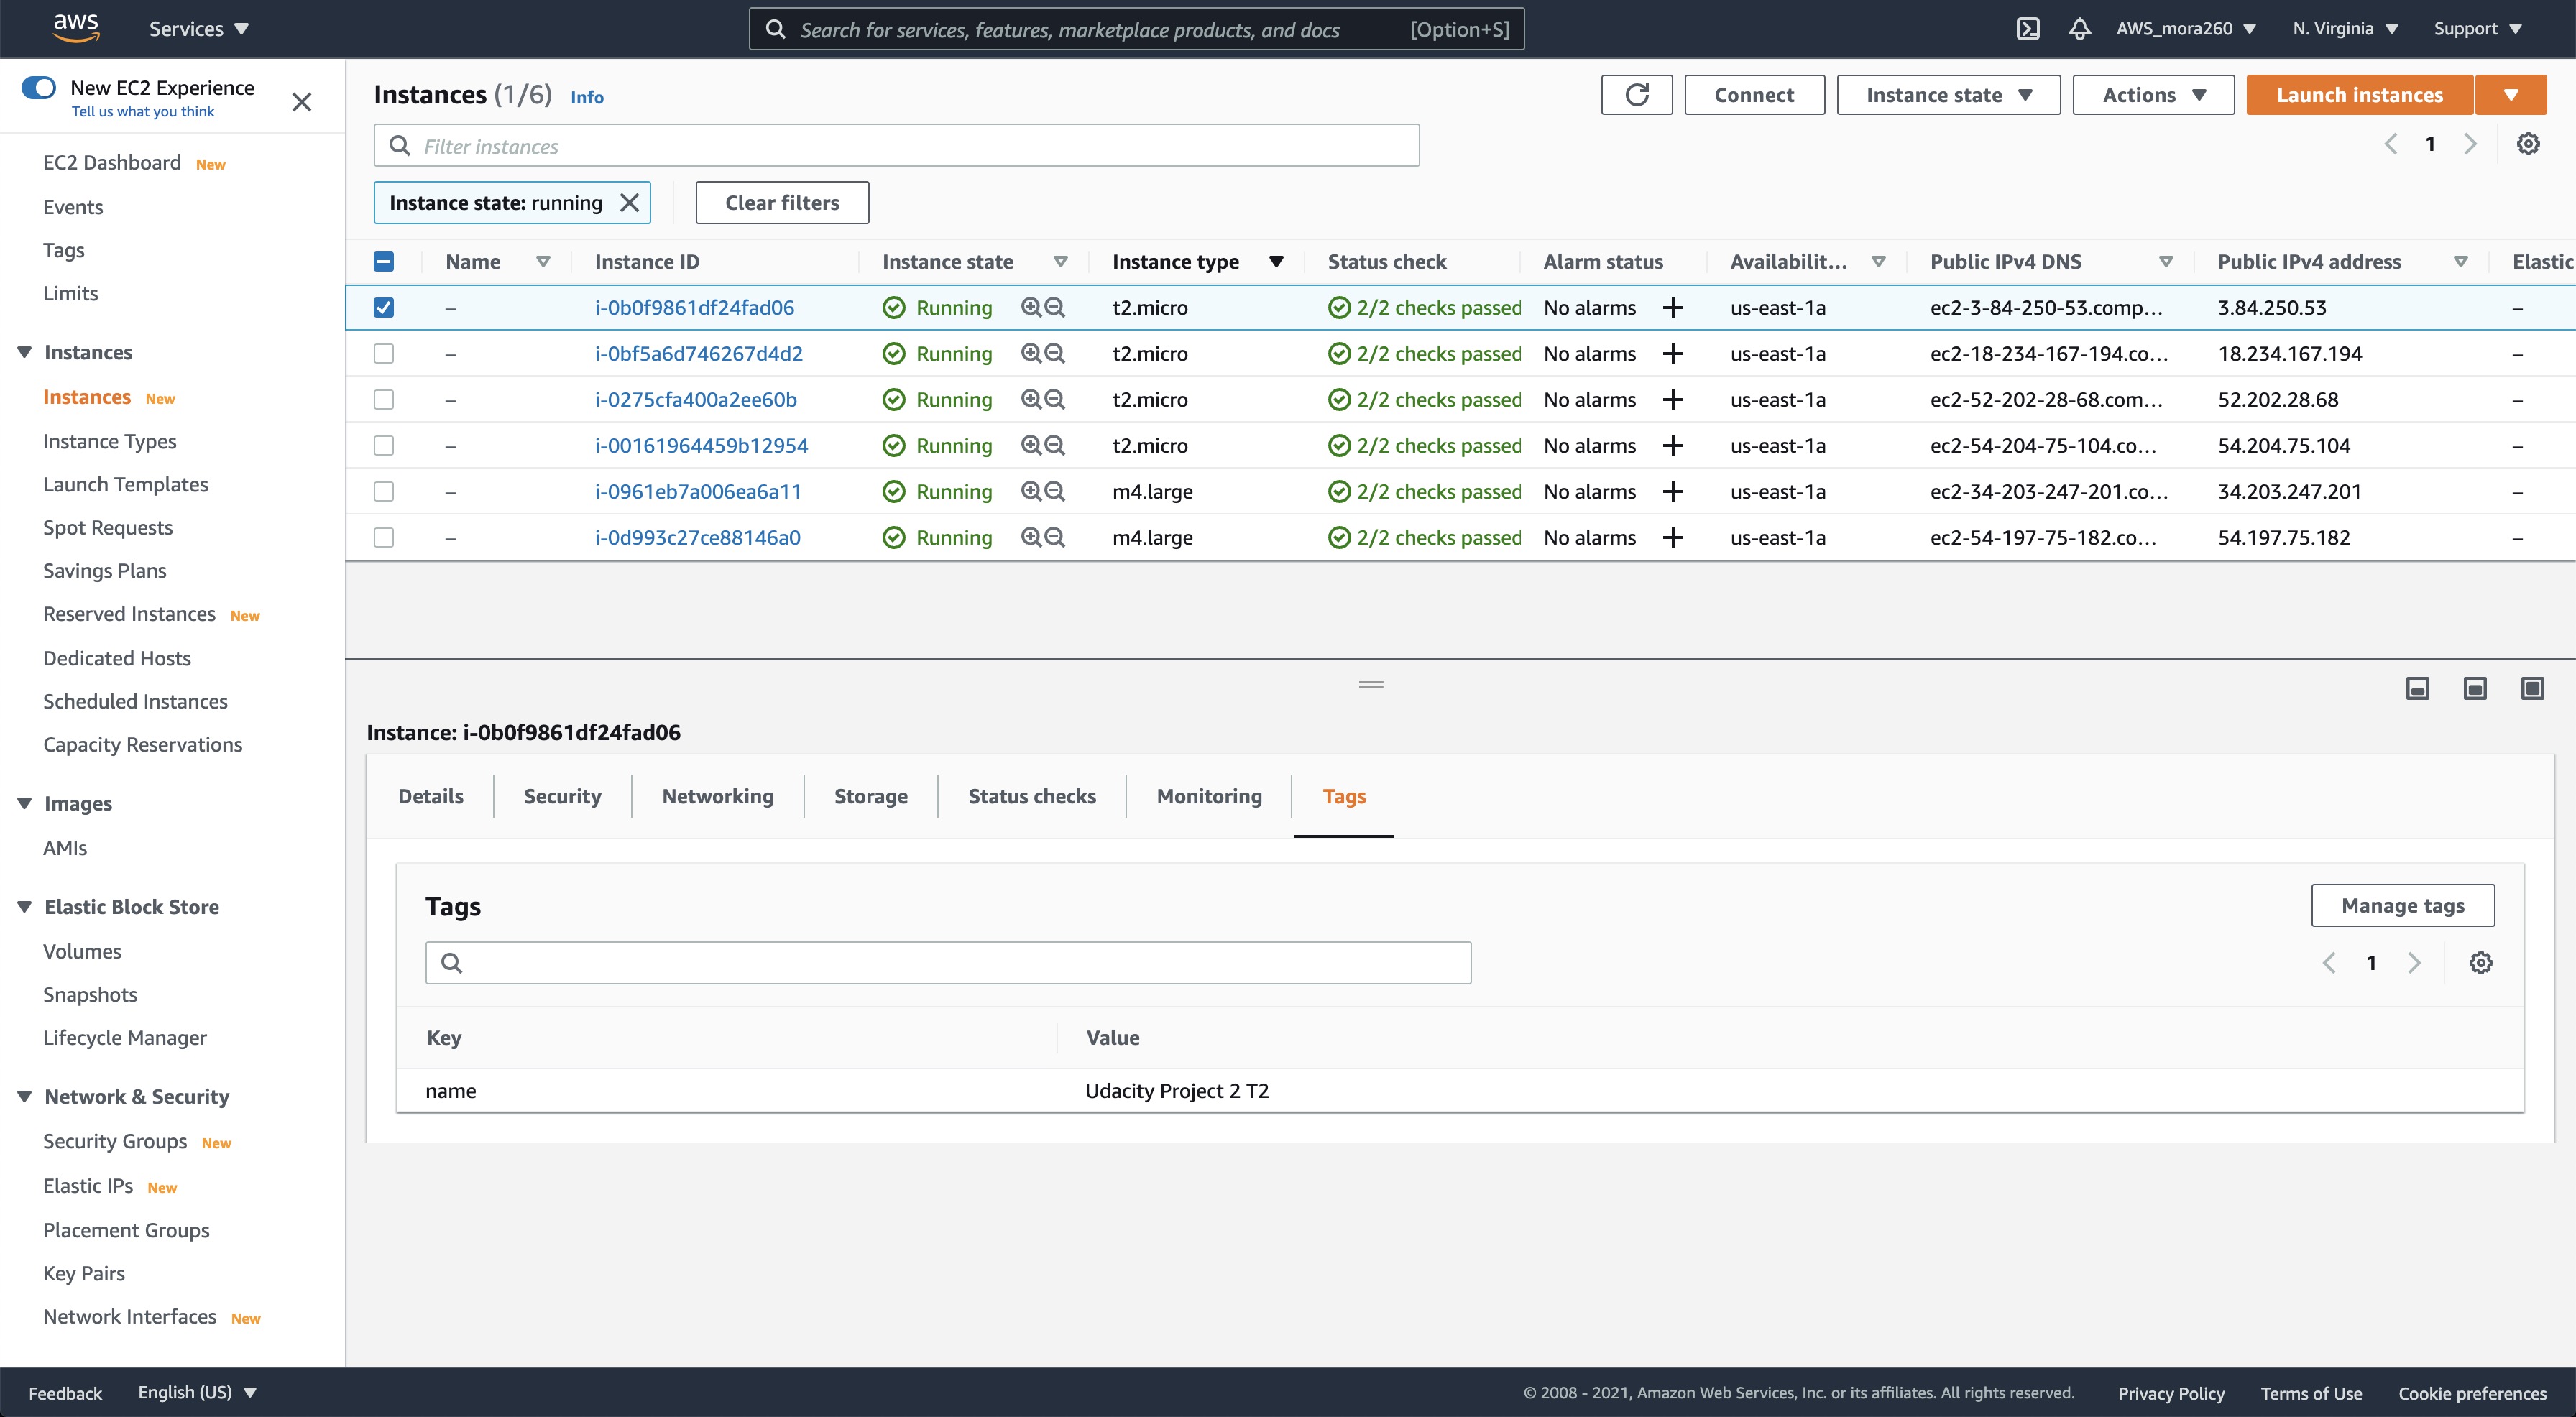 aws
Services
Search for services, features, marketplace products, and docs [Option+S]
AWS_mora260
N. Virginia
Support
New EC2 Experience
Tell us what you think
EC2 Dashboard New
Events
Tags
Limits
Instances
Instances New
Instance Types
Launch Templates
Spot Requests
Savings Plans
Reserved Instances New
Dedicated Hosts
Scheduled Instances
Capacity Reservations
Images
AMIs
Elastic Block Store
Volumes
Snapshots
Lifecycle Manager
Network & Security
Security Groups New
Elastic IPs New
Placement Groups
Key Pairs
Network Interfaces New
Instances (1/6) Info
Connect
Instance state
Actions
Launch instances
Filter instances
1
Instance state: running
Clear filters
Name Instance ID Instance state Instance type Status check Alarm status Availabilit... Public IPv4 DNS Public IPv4 address Elastic
– i-0b0f9861df24fad06 Running t2.micro 2/2 checks passed No alarms + us-east-1a ec2-3-84-250-53.comp... 3.84.250.53 –
– i-0bf5a6d746267d4d2 Running t2.micro 2/2 checks passed No alarms + us-east-1a ec2-18-234-167-194.co... 18.234.167.194 –
– i-0275cfa400a2ee60b Running t2.micro 2/2 checks passed No alarms + us-east-1a ec2-52-202-28-68.com... 52.202.28.68 –
– i-00161964459b12954 Running t2.micro 2/2 checks passed No alarms + us-east-1a ec2-54-204-75-104.co... 54.204.75.104 –
– i-0961eb7a006ea6a11 Running m4.large 2/2 checks passed No alarms + us-east-1a ec2-34-203-247-201.co... 34.203.247.201 –
– i-0d993c27ce88146a0 Running m4.large 2/2 checks passed No alarms + us-east-1a ec2-54-197-75-182.co... 54.197.75.182 –
Instance: i-0b0f9861df24fad06
Details Security Networking Storage Status checks Monitoring Tags
Tags
Manage tags
1
Key Value
name Udacity Project 2 T2
Feedback English (US) © 2008 - 2021, Amazon Web Services, Inc. or its affiliates. All rights reserved. Privacy Policy Terms of Use Cookie preferences